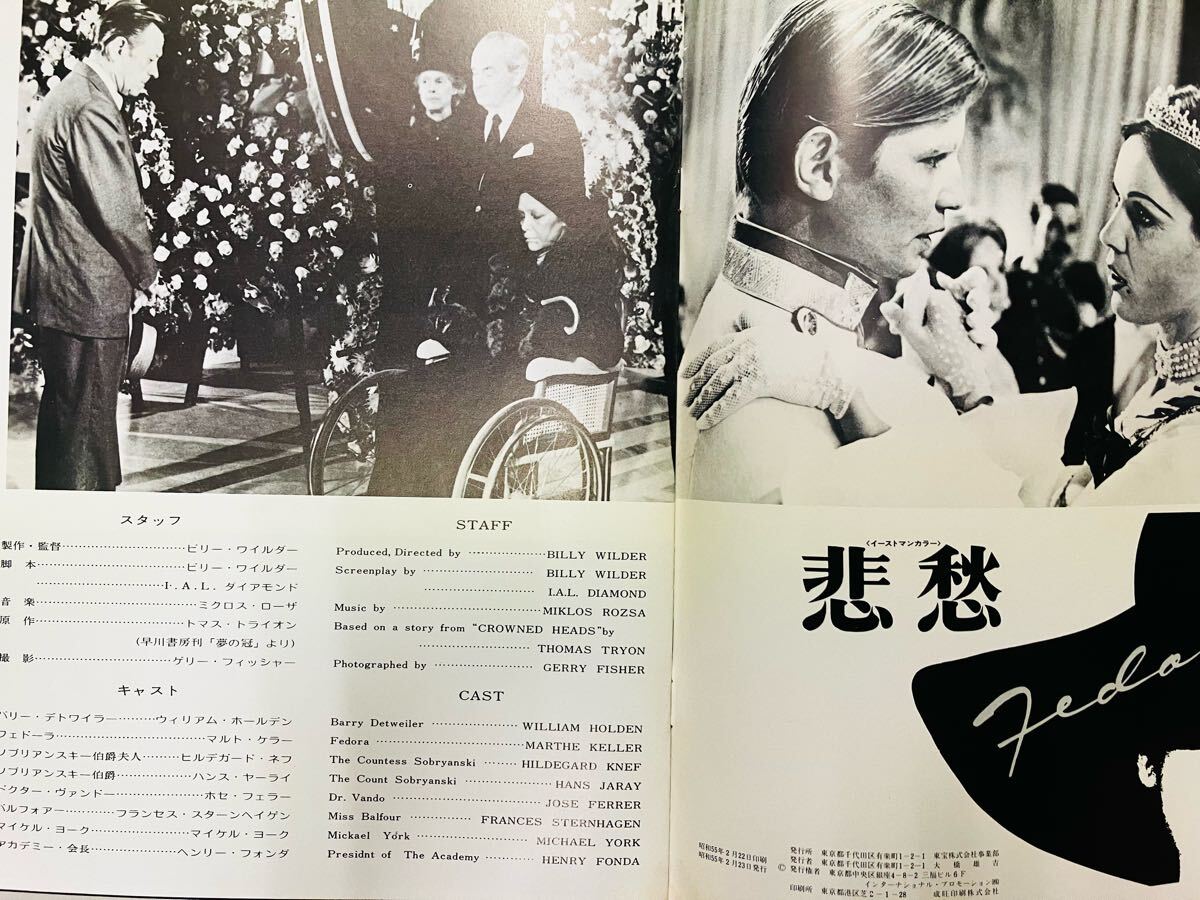 スタッフ
製作・監督……………………ビリー・ワイルダー
脚 本……………………ビリー・ワイルダー
……………………I.A.L. ダイアモンド
音 楽……………………ミクロス・ローザ
原 作……………………トマス・トライオン
(早川書房刊「夢の冠」より)
撮 影……………………ゲリー・フィッシャー
キャスト
バリー・デトワイラー………ウィリアム・ホールデン
フェドーラ……………………マルト・ケラー
ソブリアンスキー伯爵夫人………ヒルデガード・ネフ
ソブリアンスキー伯爵……………ハンス・ヤーライ
ドクター・ヴァンドー……………ホセ・フェラー
バルフォアー………フランセス・スターンヘイゲン
マイケル・ヨーク……………………マイケル・ヨーク
アカデミー・会長……………………ヘンリー・フォンダ
STAFF
Produced, Directed by ………………BILLY WILDER
Screenplay by ……………………… BILLY WILDER
……………………… I.A.L. DIAMOND
Music by ……………………………… MIKLOS ROZSA
Based on a story from “CROWNED HEADS”by
……………………… THOMAS TRYON
Photographed by ……………………… GERRY FISHER
CAST
Barry Detweiler ……………………… WILLIAM HOLDEN
Fedora ……………………………… MARTHE KELLER
The Countess Sobryanski ……… HILDEGARD KNEF
The Count Sobryanski ……………… HANS JARAY
Dr. Vando ……………………………… JOSE FERRER
Miss Balfour ……………… FRANCES STERNHAGEN
Mickael York ……………………… MICHAEL YORK
Presidnt of The Academy ……………… HENRY FONDA
〈イーストマンカラー〉
悲愁
Fedo
昭和55年2月22日印刷
昭和55年2月23日発行
発行所 東京都千代田区有楽町1-2-1 東宝株式会社事業部
発行者 東京都千代田区有楽町1-2-1 大橋雄吉
Ⓒ発行権者 東京都中央区銀座4-8-2 三福ビル6F
インターナショナル・プロモーション㈱
印刷所 東京都港区芝2-1-28 成旺印刷株式会社